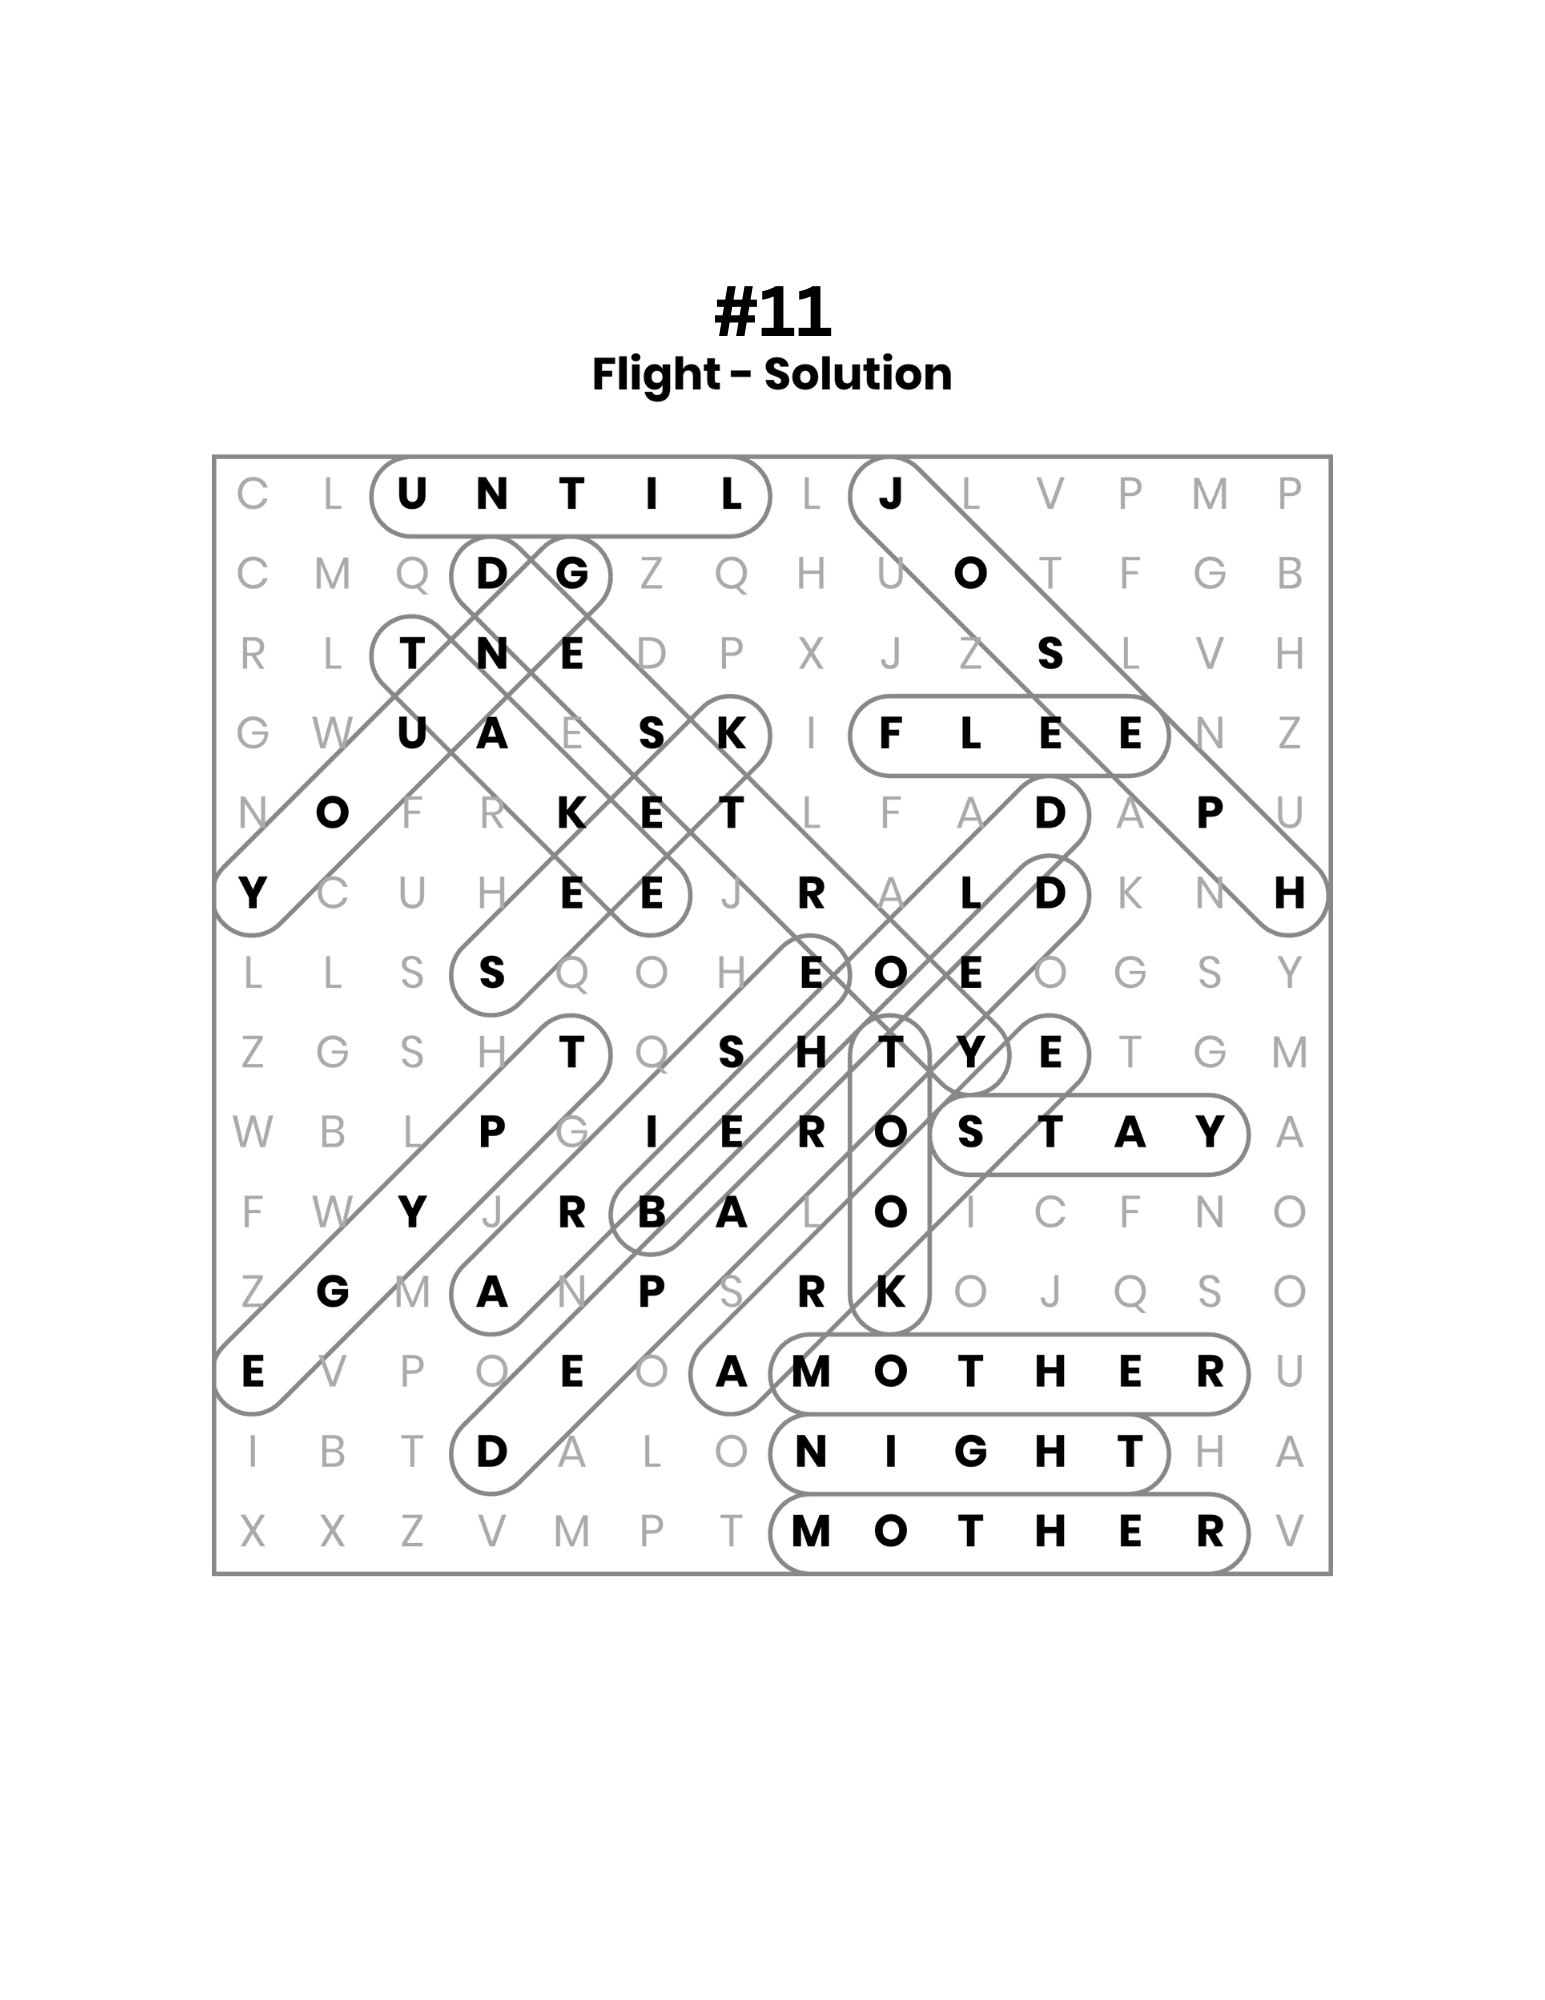 #11
Flight - Solution
C L U N T I L L J L V P M P
C M Q D G Z Q H U O T F G B
R L T N E D P X J Z S L V H
G W U A E S K I F L E E N Z
N O F R K E T L F A D A P U
Y C U H E E J R A L D K N H
L L S S Q O H E O E O G S Y
Z G S H T Q S H T Y E T G M
W B L P G I E R O S T A Y A
F W Y J R B A L O I C F N O
Z G M A N P S R K O J Q S O
E V P O E O A M O T H E R U
I B T D A L O N I G H T H A
X X Z V M P T M O T H E R V